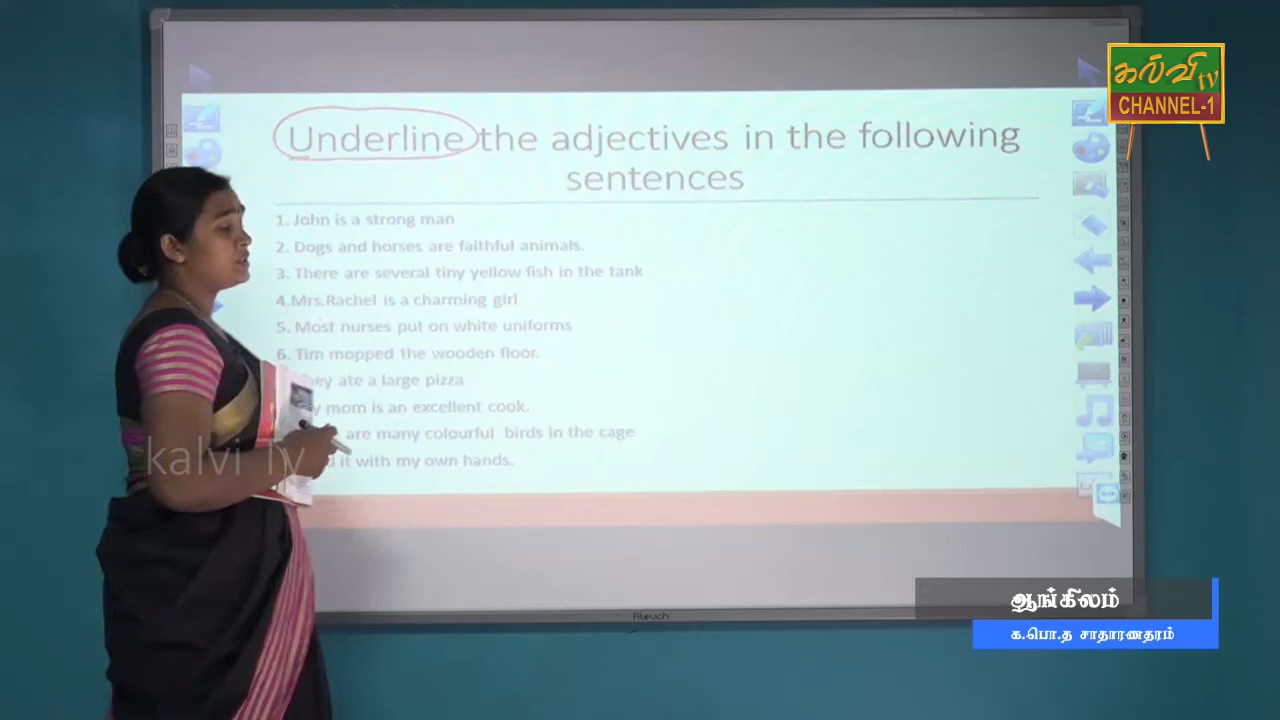 கல்வி tv
CHANNEL-1
Underline the adjectives in the following
sentences
1. John is a strong man
2. Dogs and horses are faithful animals.
3. There are several tiny yellow fish in the tank
4.Mrs.Rachel is a charming girl
5. Most nurses put on white uniforms
6. Tim mopped the wooden floor.
ate a large pizza
mom is an excellent cook.
are many colourful birds in the cage
it with my own hands.
kalvi Tv
ஆங்கிலம்
க.பொ.த சாதாரணதரம்